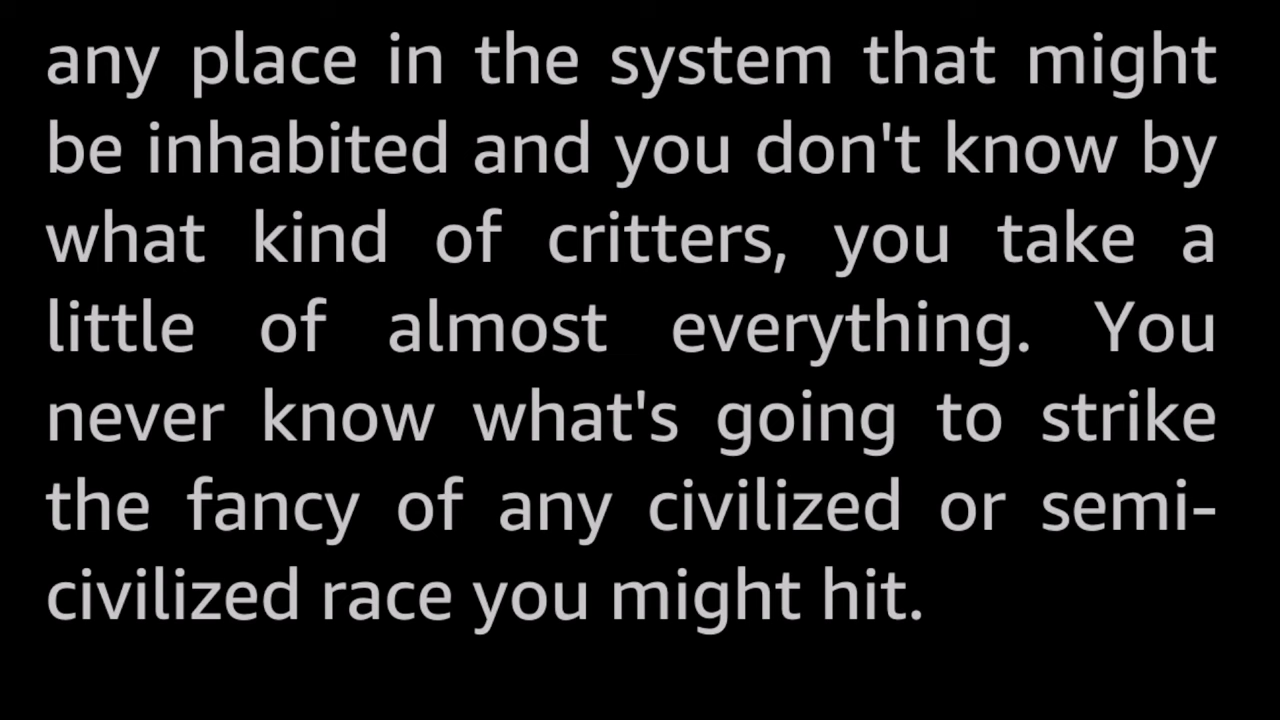 any place in the system that might
be inhabited and you don't know by
what kind of critters, you take a
little of almost everything. You
never know what's going to strike
the fancy of any civilized or semi-
civilized race you might hit.